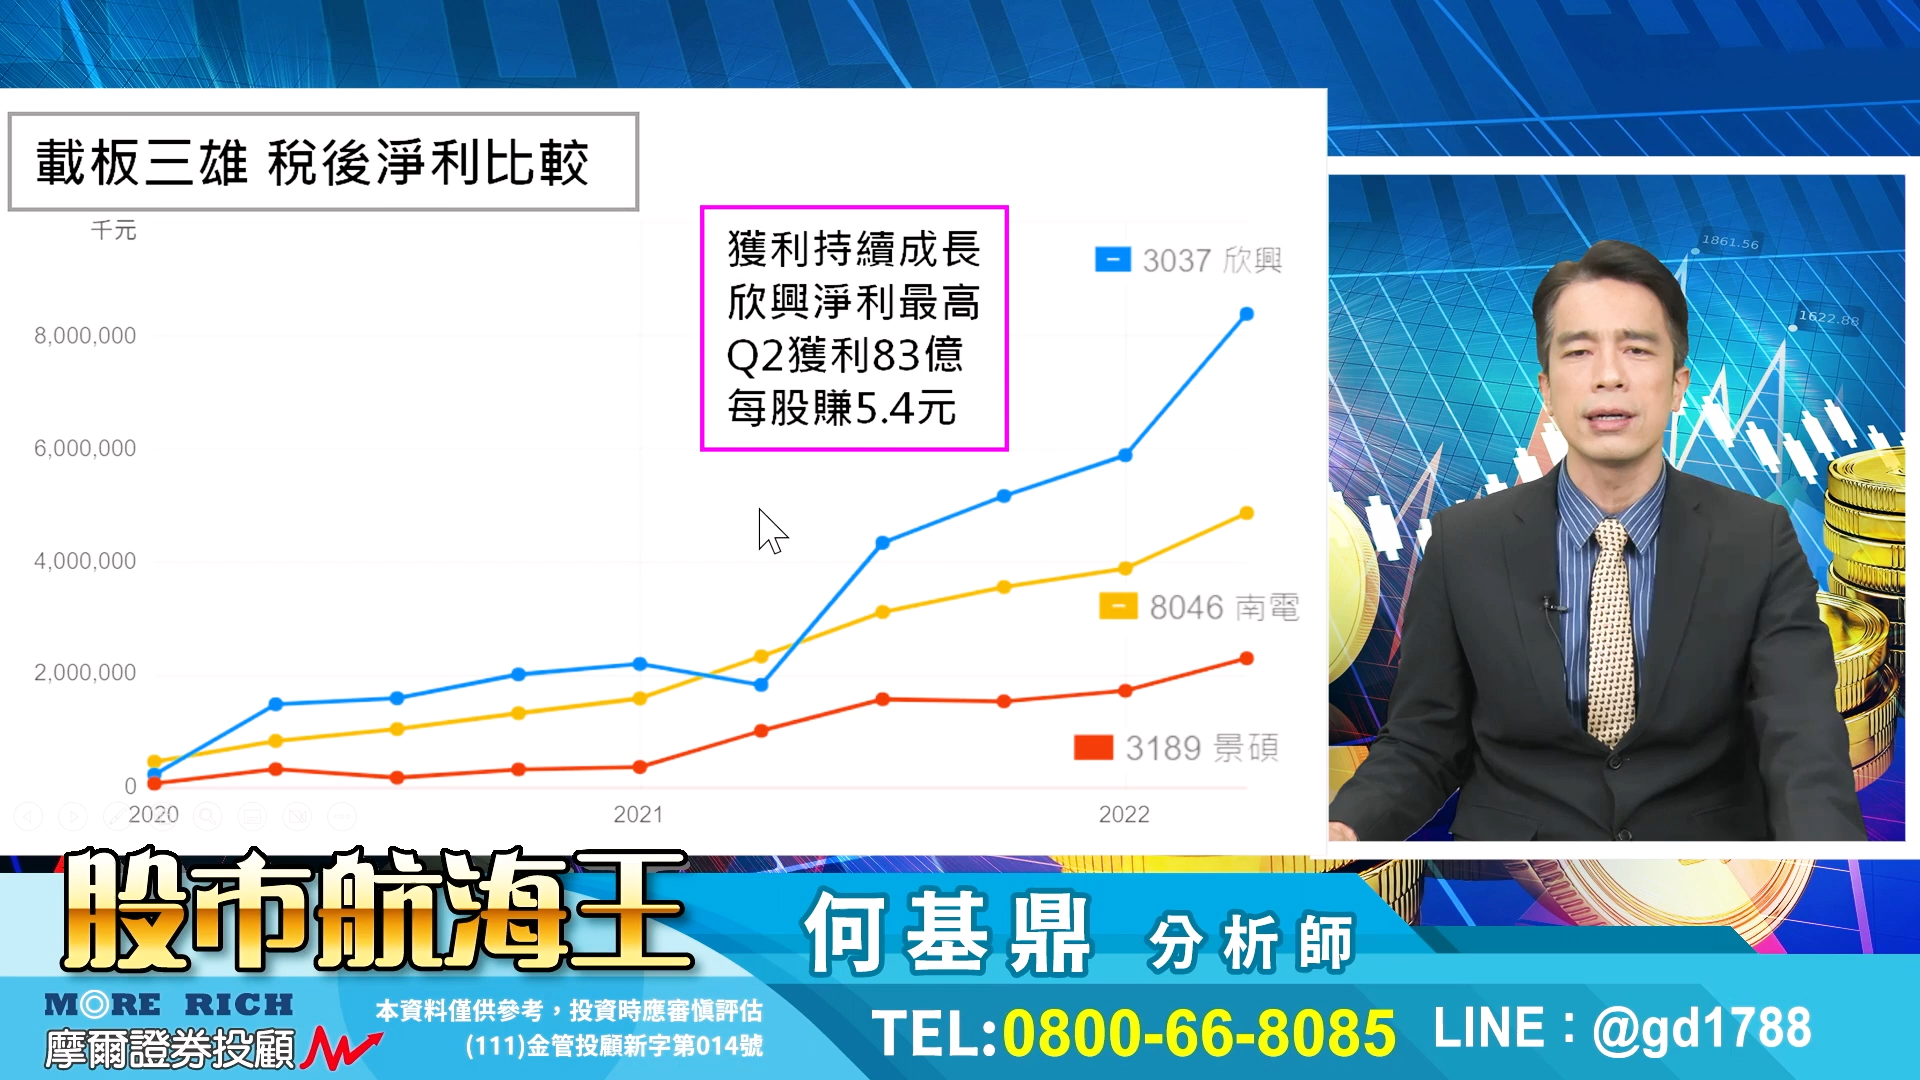 載板三雄 稅後淨利比較
千元
8,000,000
6,000,000
4,000,000
2,000,000
0
2020
2021
2022
獲利持續成長
欣興淨利最高
Q2獲利83億
每股賺5.4元
3037 欣興
8046 南電
3189 景碩
1861.56
1622.88
股市航海王
MORE RICH
摩爾證券投顧
本資料僅供參考，投資時應審慎評估
(111)金管投顧新字第014號
何基鼎 分析師
TEL:0800-66-8085
LINE：@gd1788